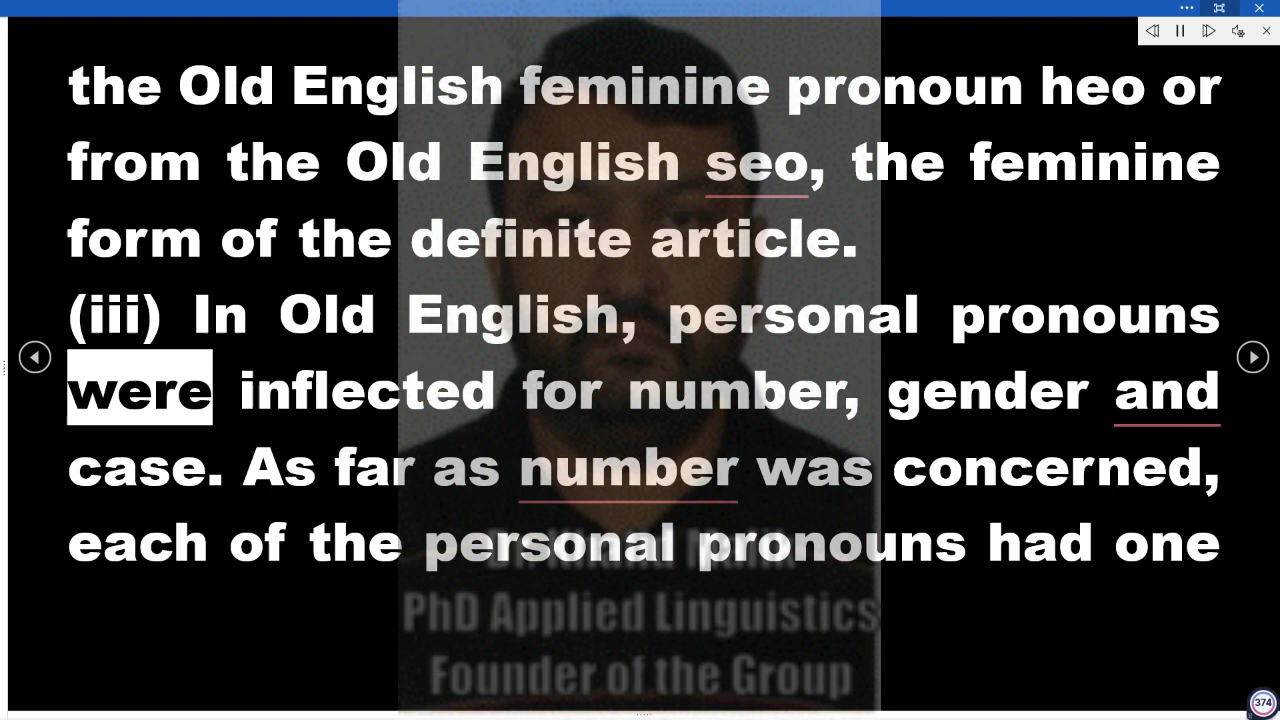 the Old English feminine pronoun heo or
from the Old English seo, the feminine
form of the definite article.
(iii) In Old English, personal pronouns
were inflected for number, gender and
case. As far as number was concerned,
each of the personal pronouns had one
PhD Applied Linguistics
Founder of the Group
374